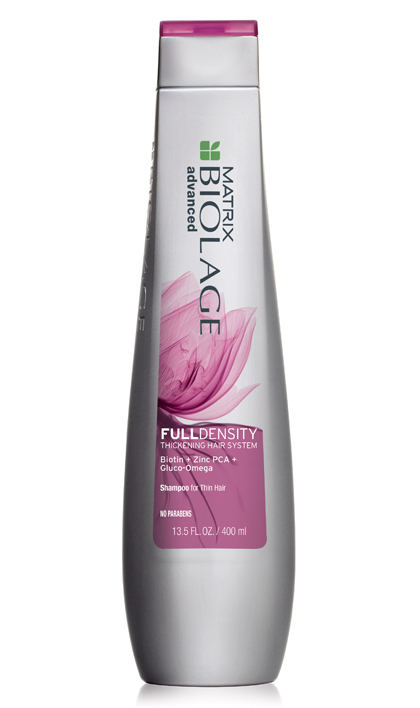 MATRIX
BIOLAGE
advanced
FULLDENSITY
THICKENING HAIR SYSTEM
Biotin + Zinc PCA +
Gluco-Omega
Shampoo for Thin Hair
NO PARABENS
13.5 FL. OZ. / 400 ml